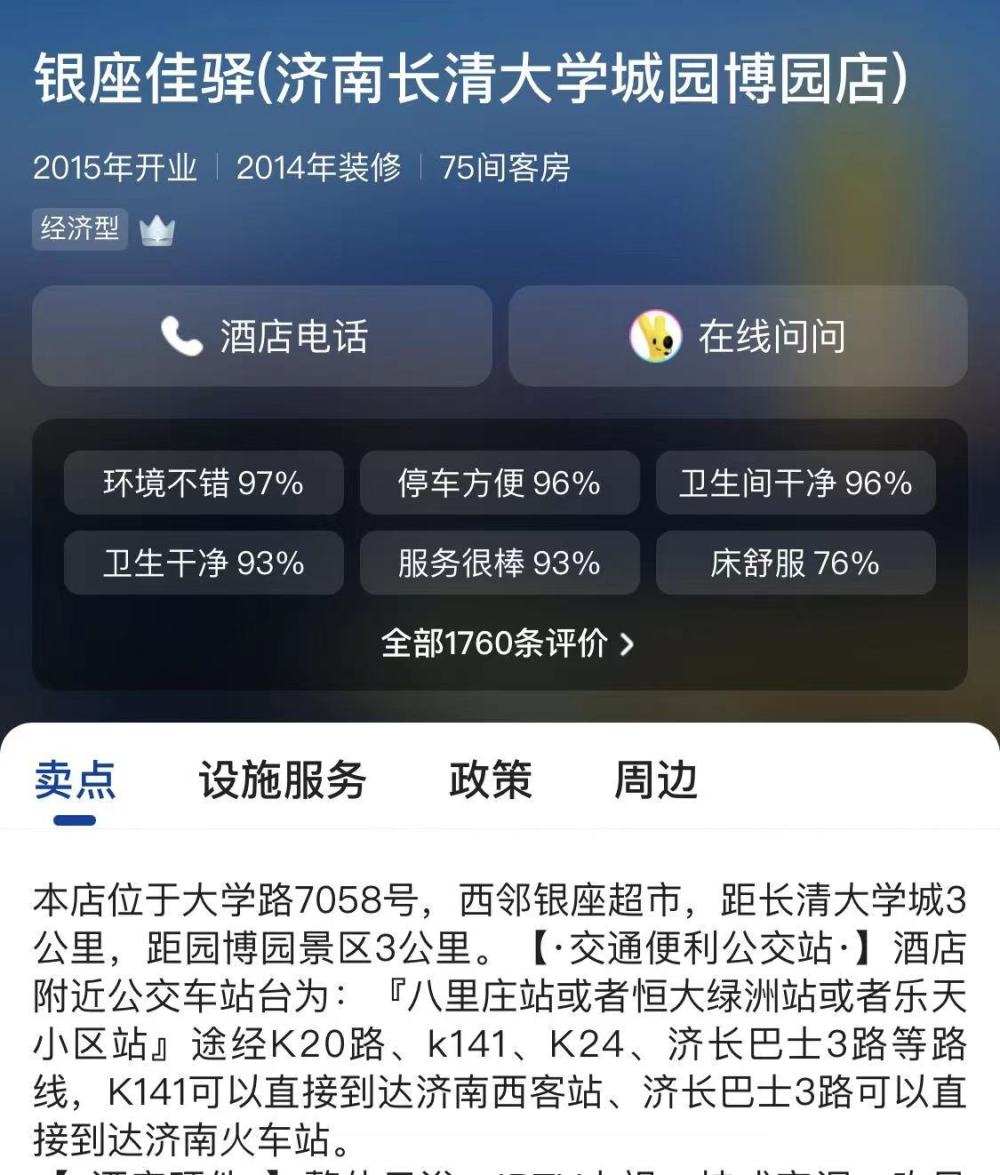 银座佳驿(济南长清大学城园博园店)
2015年开业 2014年装修 75间客房
经济型
酒店电话 在线问问
环境不错 97% 停车方便 96% 卫生间干净 96%
卫生干净 93% 服务很棒 93% 床舒服 76%
全部1760条评价 >
卖点 设施服务 政策 周边
本店位于大学路7058号，西邻银座超市，距长清大学城3
公里，距园博园景区3公里。【·交通便利公交站·】酒店
附近公交车站台为：『八里庄站或者恒大绿洲站或者乐天
小区站』途经K20路、k141、K24、济长巴士3路等路
线，K141可以直接到达济南西客站、济长巴士3路可以直
接到达济南火车站。